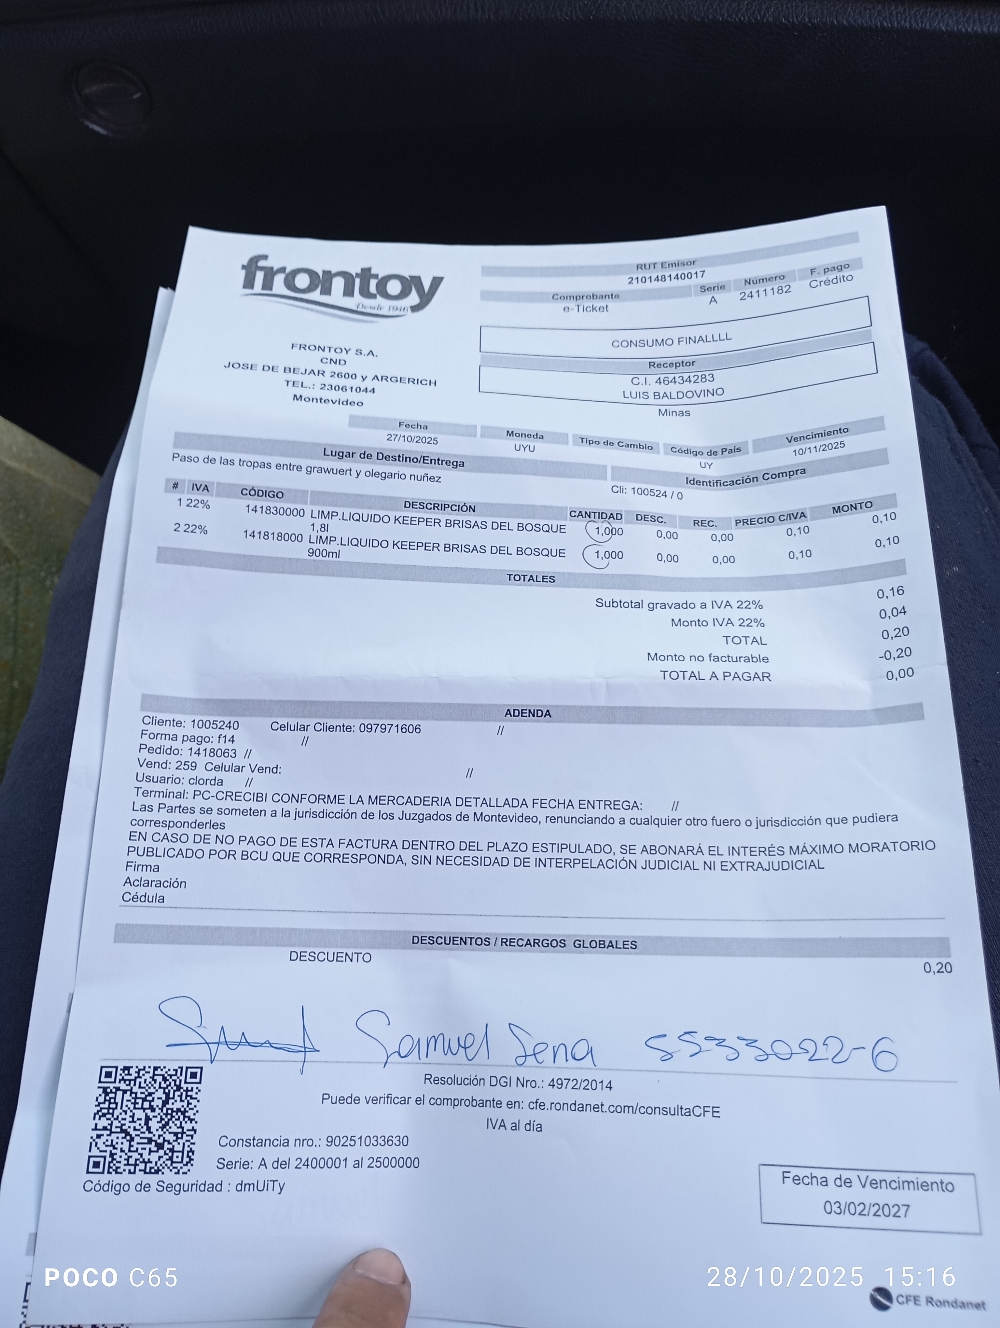 frontoy
Desde 1946
FRONTOY S.A.
CND
JOSE DE BEJAR 2600 y ARGERICH
TEL.: 23061044
Montevideo
RUT Emisor
210148140017
Comprobante Serie Número F. pago
e-Ticket A 2411182 Crédito
CONSUMO FINALLLL
Receptor
C.I. 46434283
LUIS BALDOVINO
Minas
Fecha Moneda Tipo de Cambio Código de País Vencimiento
27/10/2025 UYU UY 10/11/2025
Lugar de Destino/Entrega Identificación Compra
Paso de las tropas entre grawuert y olegario nuñez Cli: 100524 / 0
# IVA CÓDIGO DESCRIPCIÓN CANTIDAD DESC. REC. PRECIO C/IVA MONTO
1 22% 141830000 LIMP.LIQUIDO KEEPER BRISAS DEL BOSQUE 1,000 0,00 0,00 0,10 0,10
1,8l
2 22% 141818000 LIMP.LIQUIDO KEEPER BRISAS DEL BOSQUE 1,000 0,00 0,00 0,10 0,10
900ml
TOTALES
Subtotal gravado a IVA 22% 0,16
Monto IVA 22% 0,04
TOTAL 0,20
Monto no facturable -0,20
TOTAL A PAGAR 0,00
ADENDA
Cliente: 1005240 Celular Cliente: 097971606 //
Forma pago: f14 //
Pedido: 1418063 //
Vend: 259 Celular Vend: //
Usuario: clorda //
Terminal: PC-CRECIBI CONFORME LA MERCADERIA DETALLADA FECHA ENTREGA: //
Las Partes se someten a la jurisdicción de los Juzgados de Montevideo, renunciando a cualquier otro fuero o jurisdicción que pudiera
corresponderles
EN CASO DE NO PAGO DE ESTA FACTURA DENTRO DEL PLAZO ESTIPULADO, SE ABONARÁ EL INTERÉS MÁXIMO MORATORIO
PUBLICADO POR BCU QUE CORRESPONDA, SIN NECESIDAD DE INTERPELACIÓN JUDICIAL NI EXTRAJUDICIAL
Firma
Aclaración
Cédula
DESCUENTOS / RECARGOS GLOBALES
DESCUENTO 0,20
Samuel Sena 5533022-6
Resolución DGI Nro.: 4972/2014
Puede verificar el comprobante en: cfe.rondanet.com/consultaCFE
IVA al día
Constancia nro.: 90251033630
Serie: A del 2400001 al 2500000
Código de Seguridad : dmUiTy
Fecha de Vencimiento
03/02/2027
POCO C65
28/10/2025 15:16
CFE Rondanet